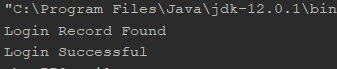 "C:\Program Files\Java\jdk-12.0.1\bin
Login Record Found
Login Successful